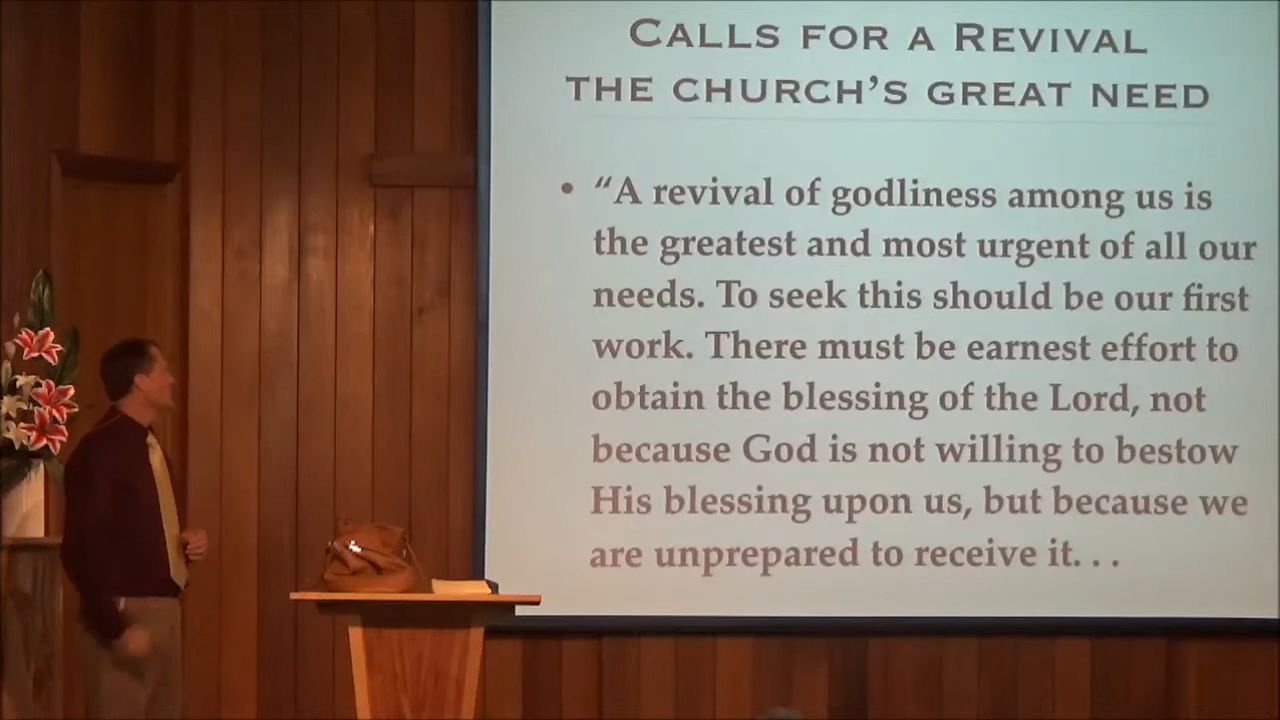 CALLS FOR A REVIVAL
THE CHURCH’S GREAT NEED
• “A revival of godliness among us is
the greatest and most urgent of all our
needs. To seek this should be our first
work. There must be earnest effort to
obtain the blessing of the Lord, not
because God is not willing to bestow
His blessing upon us, but because we
are unprepared to receive it. . .